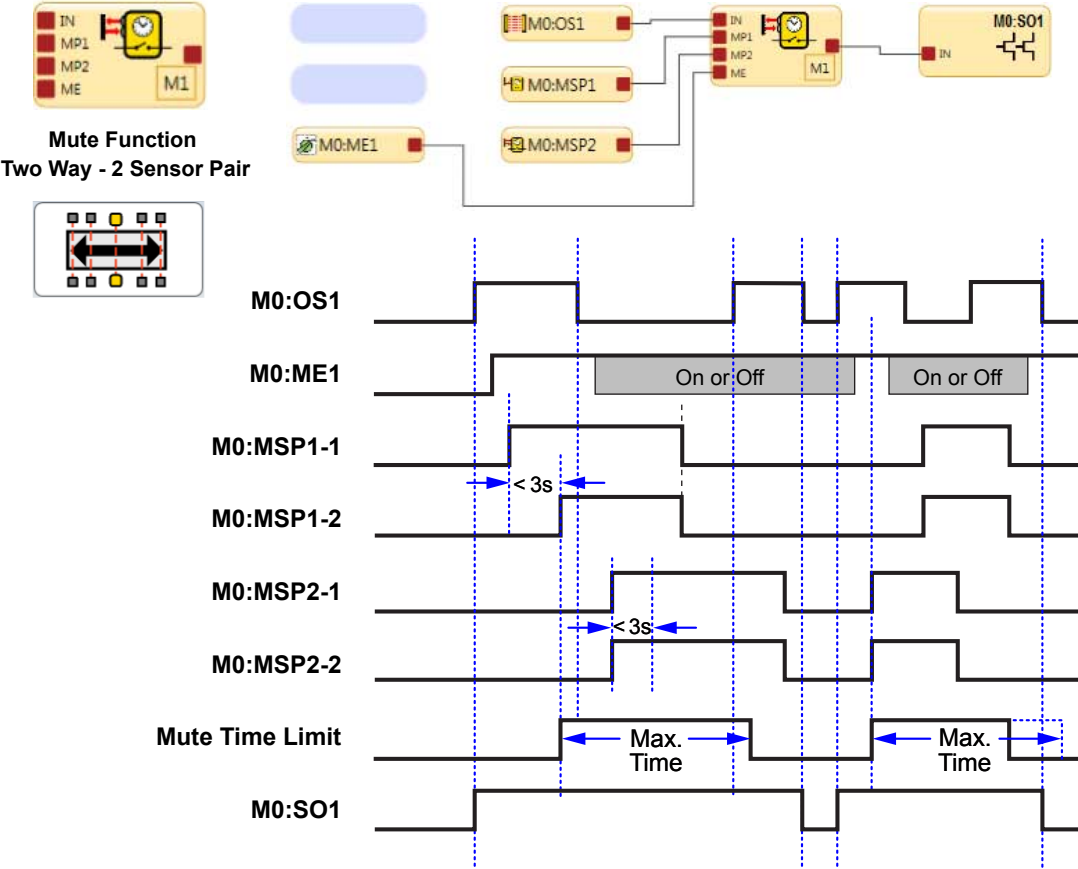 IN
MP1
MP2
ME
M1
Mute Function
Two Way - 2 Sensor Pair
M0:OS1
M0:MSP1
M0:MSP2
M0:ME1
IN
MP1
MP2
ME
M1
M0:SO1
IN
M0:OS1
M0:ME1
On or Off
On or Off
M0:MSP1-1
< 3s
M0:MSP1-2
M0:MSP2-1
< 3s
M0:MSP2-2
Mute Time Limit
Max.
Time
Max.
Time
M0:SO1